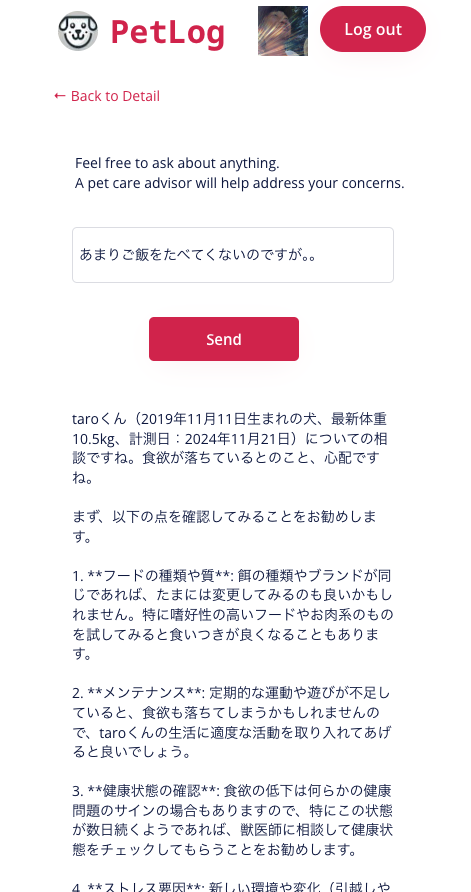 PetLog
Log out
← Back to Detail
Feel free to ask about anything.
A pet care advisor will help address your concerns.
あまりご飯をたべてくないのですが。。
Send
taroくん（2019年11月11日生まれの犬、最新体重
10.5kg、計測日：2024年11月21日）についての相
談ですね。食欲が落ちているとのこと、心配です
ね。
まず、以下の点を確認してみることをお勧めしま
す。
1. **フードの種類や質**: 餌の種類やブランドが同
じであれば、たまには変更してみるのも良いかもし
れません。特に嗜好性の高いフードやお肉系のもの
を試してみると食いつきが良くなることもありま
す。
2. **メンテナンス**: 定期的な運動や遊びが不足し
ていると、食欲も落ちてしまうかもしれませんの
で、taroくんの生活に適度な活動を取り入れてあげ
ると良いでしょう。
3. **健康状態の確認**: 食欲の低下は何らかの健康
問題のサインの場合もありますので、特にこの状態
が数日続くようであれば、獣医師に相談して健康状
態をチェックしてもらうことをお勧めします。
4. **ストレス要因**: 新しい環境や変化（引越しや